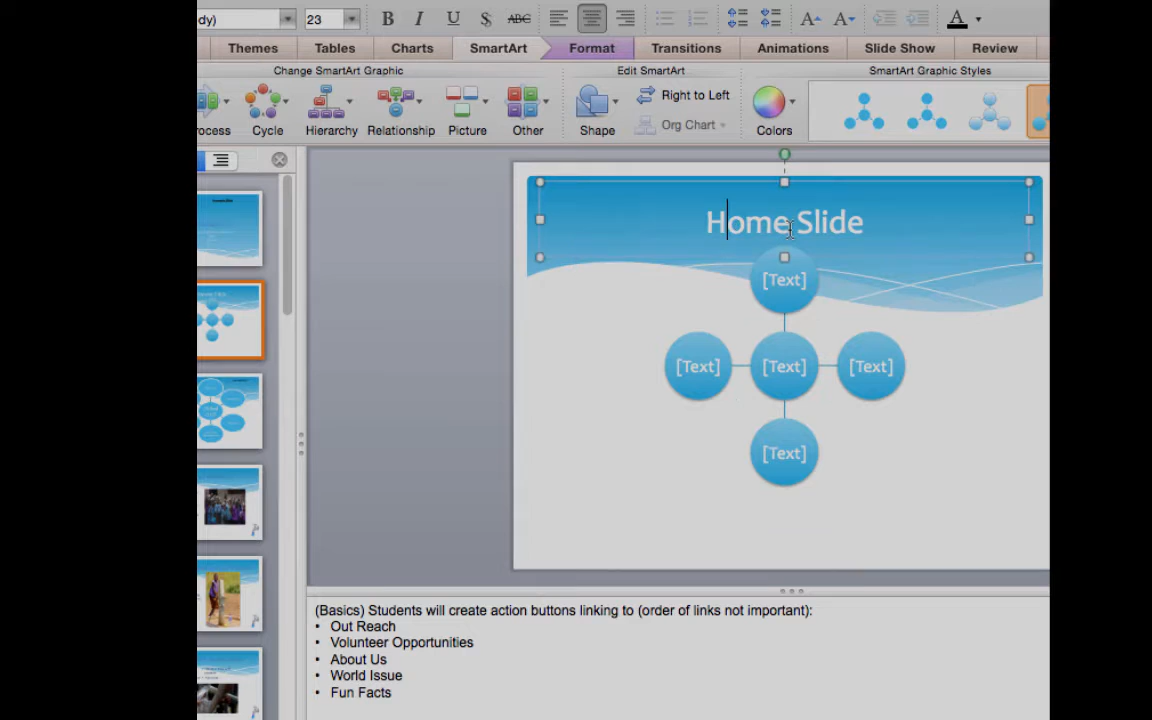 dy)
23
B I U S ABC A A A
Themes Tables Charts SmartArt Format Transitions Animations Slide Show Review
Change SmartArt Graphic Edit SmartArt SmartArt Graphic Styles
Right to Left
Org Chart
rocess Cycle Hierarchy Relationship Picture Other Shape Colors
Home Slide
[Text]
[Text] [Text] [Text]
[Text]
(Basics) Students will create action buttons linking to (order of links not important):
• Out Reach
• Volunteer Opportunities
• About Us
• World Issue
• Fun Facts